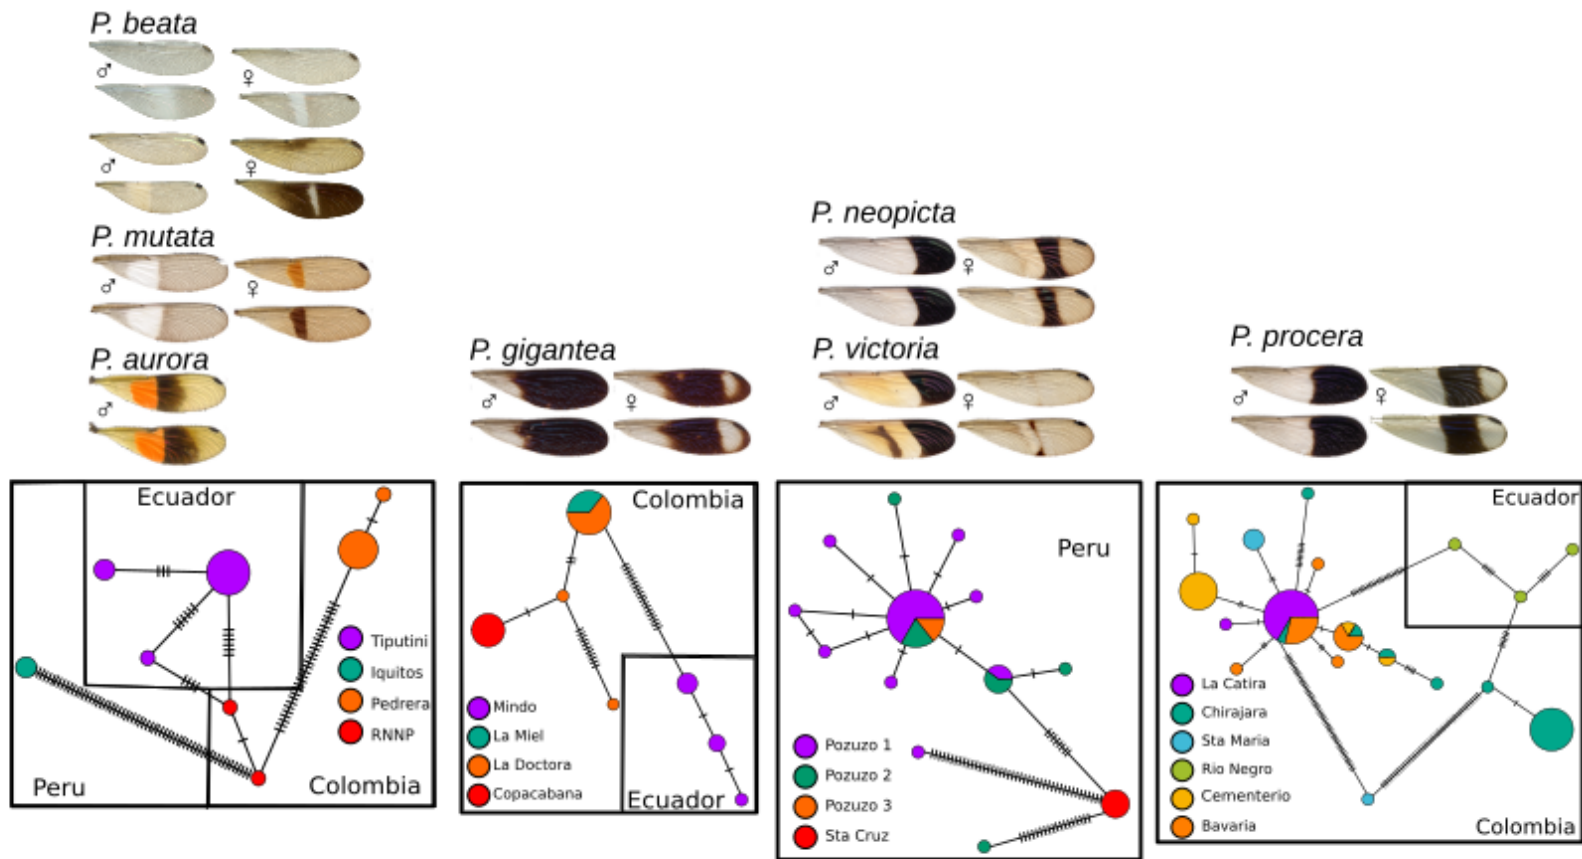 P. beata
♂ ♀
♂ ♀
P. mutata
♂ ♀
P. aurora
♂
P. gigantea
♂ ♀
P. neopicta
♂ ♀
P. victoria
♂ ♀
P. procera
♂ ♀
Ecuador
Tiputini
Iquitos
Pedrera
RNNP
Peru
Colombia
Colombia
Mindo
La Miel
La Doctora
Copacabana
Ecuador
Peru
Pozuzo 1
Pozuzo 2
Pozuzo 3
Sta Cruz
Ecuador
La Catira
Chirajara
Sta Maria
Rio Negro
Cementerio
Bavaria
Colombia